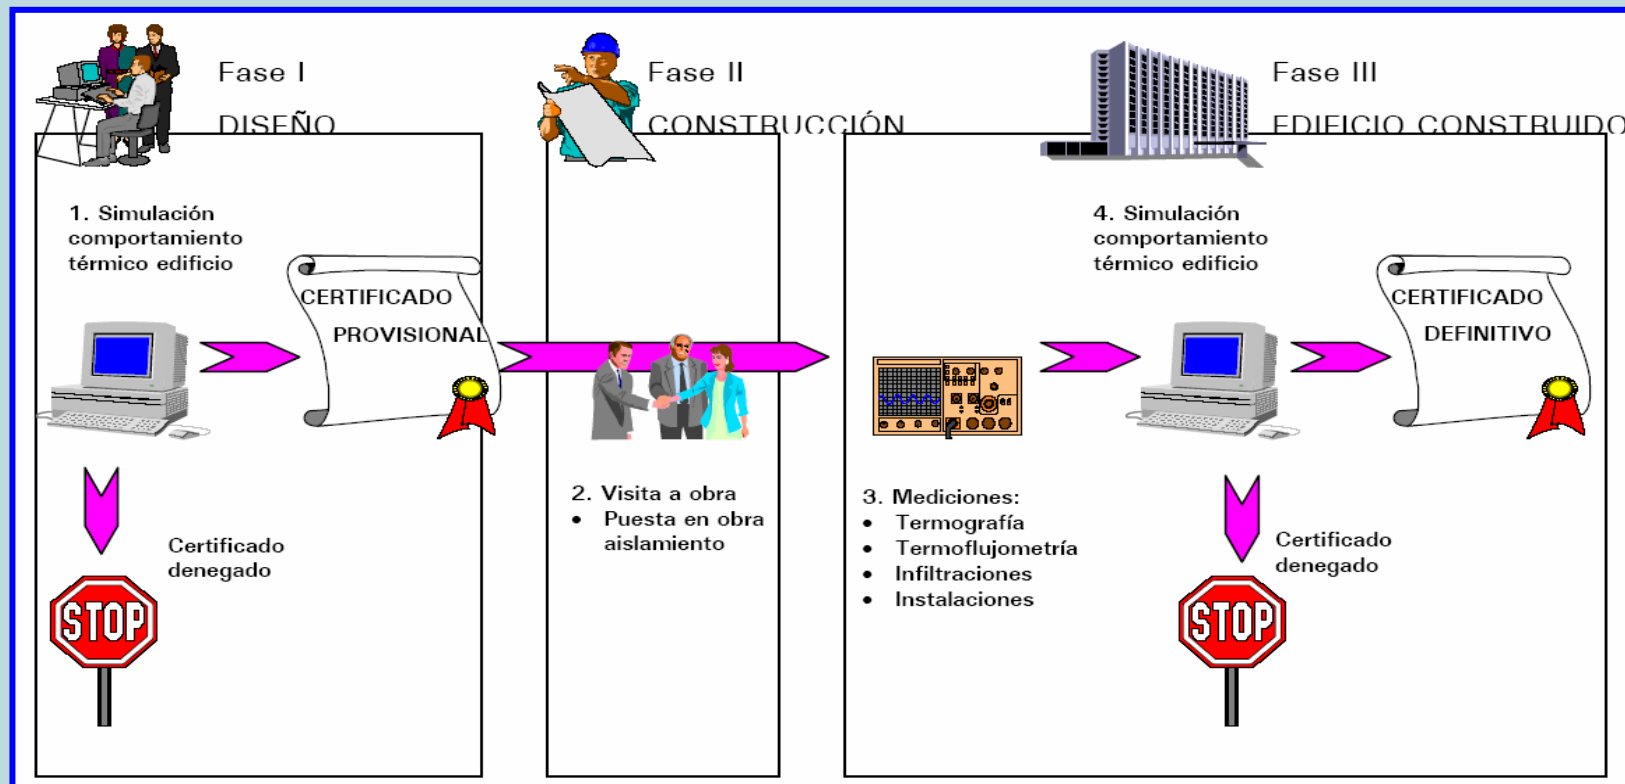 Fase I
DISEÑO
1. Simulación
comportamiento
térmico edificio
CERTIFICADO
PROVISIONAL
Certificado
denegado
STOP
Fase II
CONSTRUCCIÓN
2. Visita a obra
• Puesta en obra
aislamiento
Fase III
EDIFICIO CONSTRUIDO
3. Mediciones:
• Termografía
• Termoflujometría
• Infiltraciones
• Instalaciones
4. Simulación
comportamiento
térmico edificio
CERTIFICADO
DEFINITIVO
Certificado
denegado
STOP